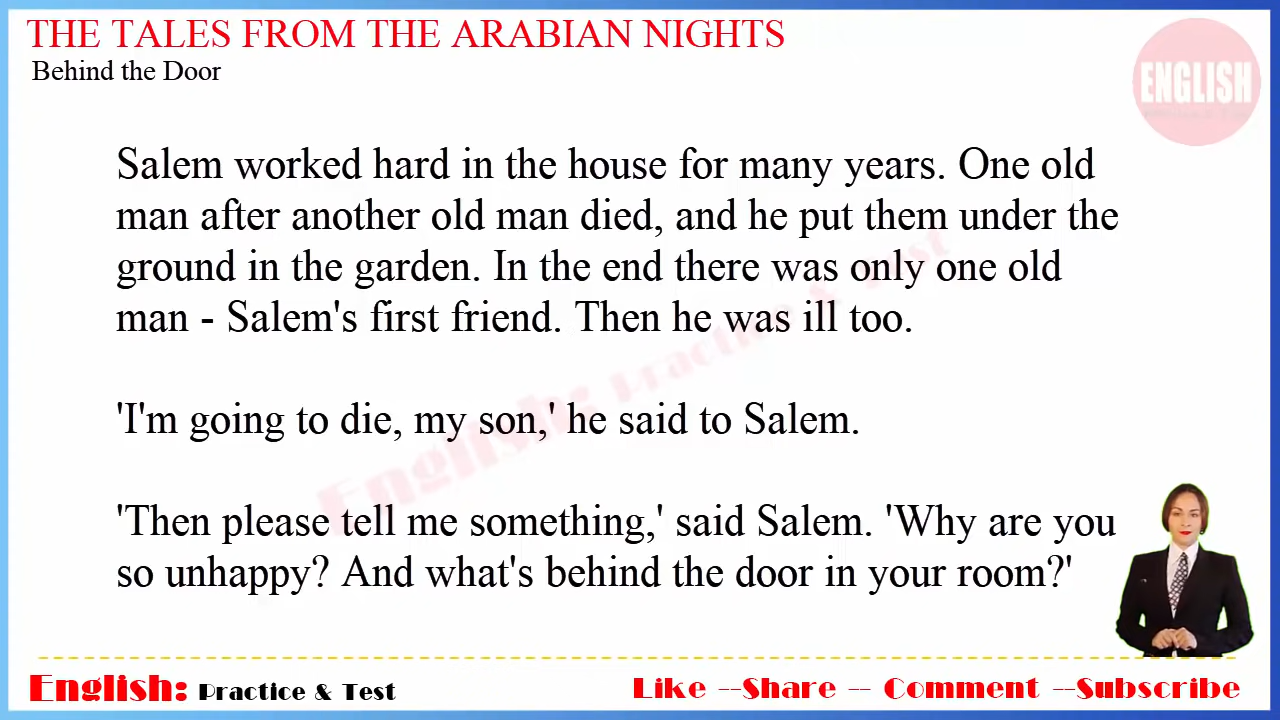 THE TALES FROM THE ARABIAN NIGHTS
Behind the Door
ENGLISH
Salem worked hard in the house for many years. One old
man after another old man died, and he put them under the
ground in the garden. In the end there was only one old
man - Salem's first friend. Then he was ill too.
'I'm going to die, my son,' he said to Salem.
'Then please tell me something,' said Salem. 'Why are you
so unhappy? And what's behind the door in your room?'
English: Practice & Test
English: Practice & Test
Like --Share -- Comment --Subscribe